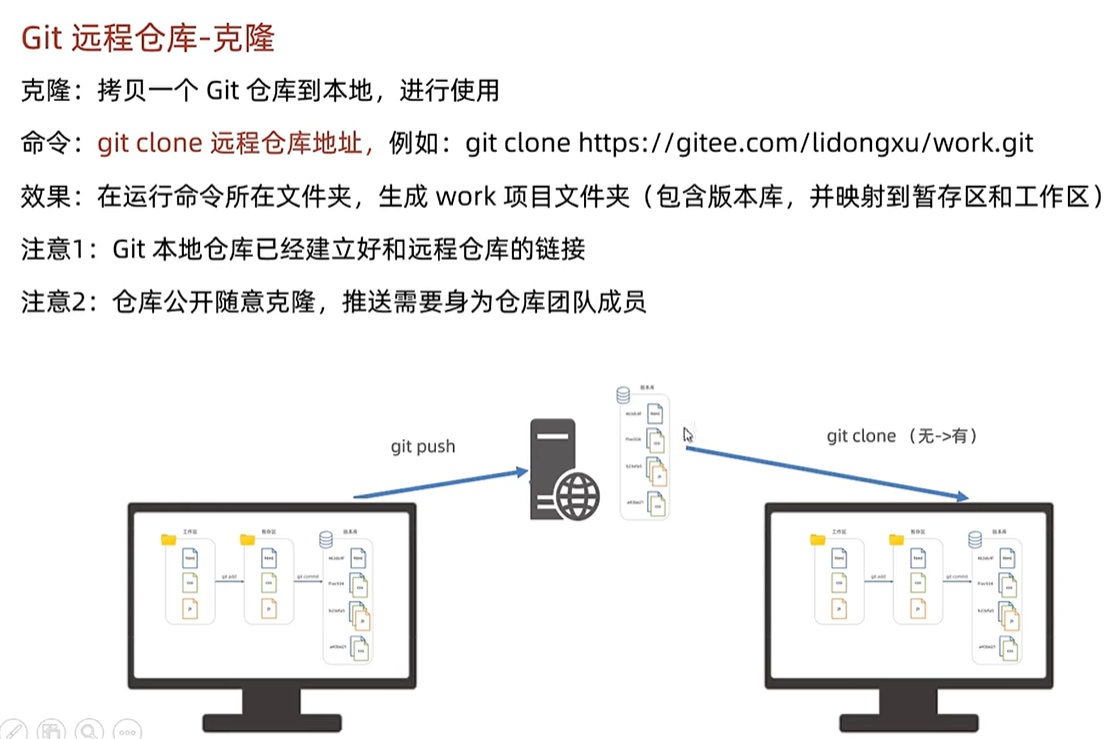 Git 远程仓库-克隆
克隆：拷贝一个 Git 仓库到本地，进行使用
命令：git clone 远程仓库地址，例如：git clone https://gitee.com/lidongxu/work.git
效果：在运行命令所在文件夹，生成 work 项目文件夹（包含版本库，并映射到暂存区和工作区）
注意1：Git 本地仓库已经建立好和远程仓库的链接
注意2：仓库公开随意克隆，推送需要身为仓库团队成员
版本库
git push
git clone （无->有）
工作区
暂存区
版本库
git add
git commit
工作区
暂存区
版本库
git add
git commit